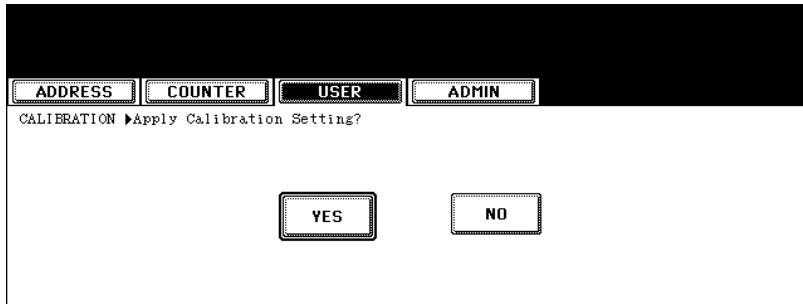 ADDRESS COUNTER USER ADMIN
CALIBRATION ▶Apply Calibration Setting?
YES NO